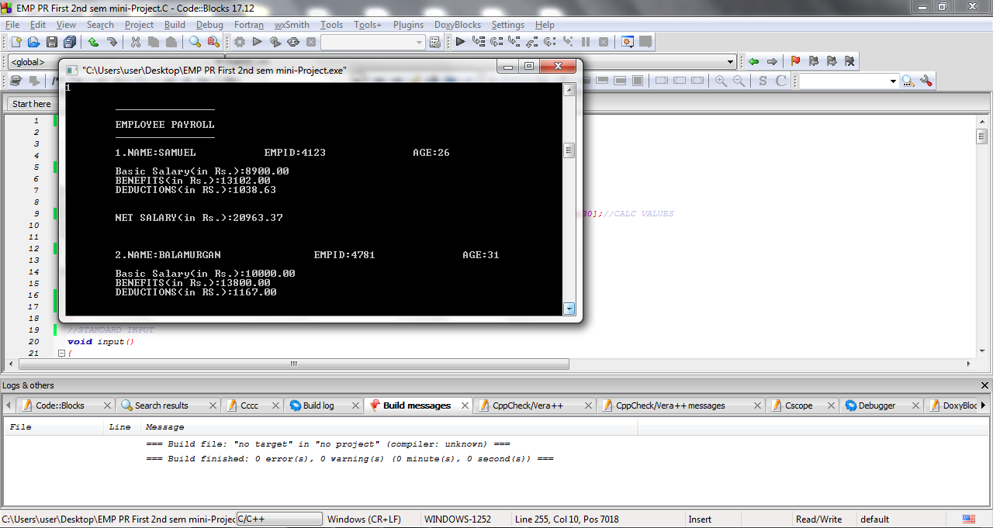 EMP PR First 2nd sem mini-Project.C - Code::Blocks 17.12
File Edit View Search Project Build Debug Fortran wxSmith Tools Tools+ Plugins DoxyBlocks Settings Help
<global>
"C:\Users\user\Desktop\EMP PR First 2nd sem mini-Project.exe"
S C
Start here
1
EMPLOYEE PAYROLL
1.NAME:SAMUEL EMPID:4123 AGE:26
Basic Salary(in Rs.):8900.00
BENEFITS(in Rs.):13102.00
DEDUCTIONS(in RS.):1038.63
NET SALARY(in Rs.):20963.37
2.NAME:BALAMURGAN EMPID:4781 AGE:31
Basic Salary(in Rs.):10000.00
BENEFITS(in Rs.):13800.00
DEDUCTIONS(in RS.):1167.00
1
2
3
4
5
6
7
8
9 30];//CALC VALUES
10
11
12
13
14
15
16
17
18
19 //STANDARD INPUT
20 void input()
21 {
Logs & others
Code::Blocks Search results Cccc Build log Build messages CppCheck/Vera++ CppCheck/Vera++ messages Cscope Debugger DoxyBloc
File Line Message
=== Build file: "no target" in "no project" (compiler: unknown) ===
=== Build finished: 0 error(s), 0 warning(s) (0 minute(s), 0 second(s)) ===
C:\Users\user\Desktop\EMP PR First 2nd sem mini-Projec C/C++ Windows (CR+LF) WINDOWS-1252 Line 255, Col 10, Pos 7018 Insert Read/Write default